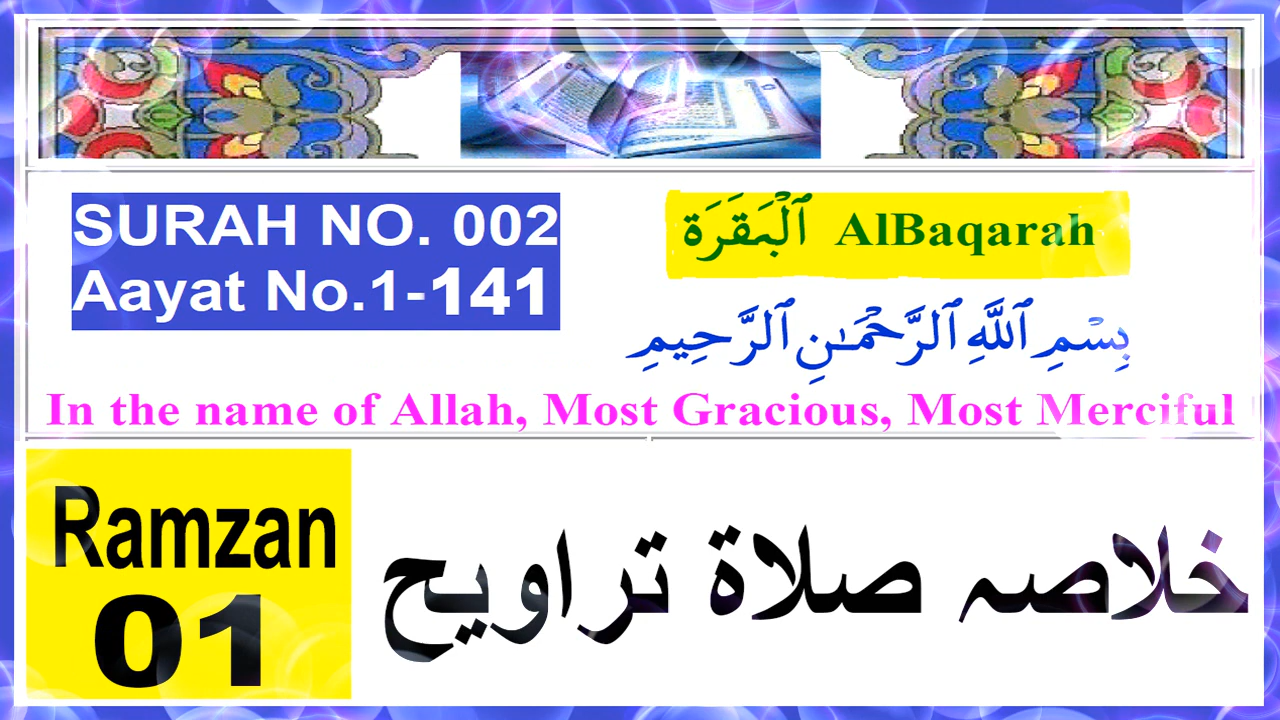 SURAH NO. 002
Aayat No.1-141
ٱلْبَقَرَة AlBaqarah
بِسْمِ ٱللَّهِ ٱلرَّحْمَـٰنِ ٱلرَّحِيمِ
In the name of Allah, Most Gracious, Most Merciful
Ramzan
01
خلاصہ صلاۃ تراویح